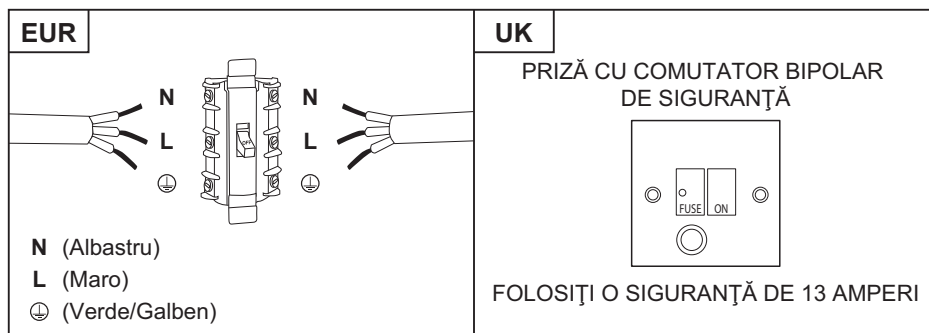 EUR
N
L
N
L
OFF
N (Albastru)
L (Maro)
(Verde/Galben)
UK
PRIZĂ CU COMUTATOR BIPOLAR
DE SIGURANŢĂ
FUSE ON
FOLOSIŢI O SIGURANŢĂ DE 13 AMPERI